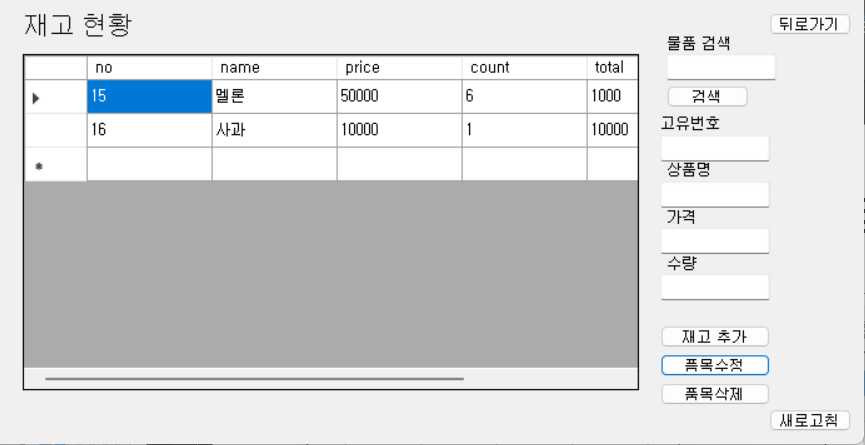 재고 현황
뒤로가기
물품 검색
검색
no name price count total
15 멜론 50000 6 1000
16 사과 10000 1 10000
고유번호
상품명
가격
수량
재고 추가
품목수정
품목삭제
새로고침